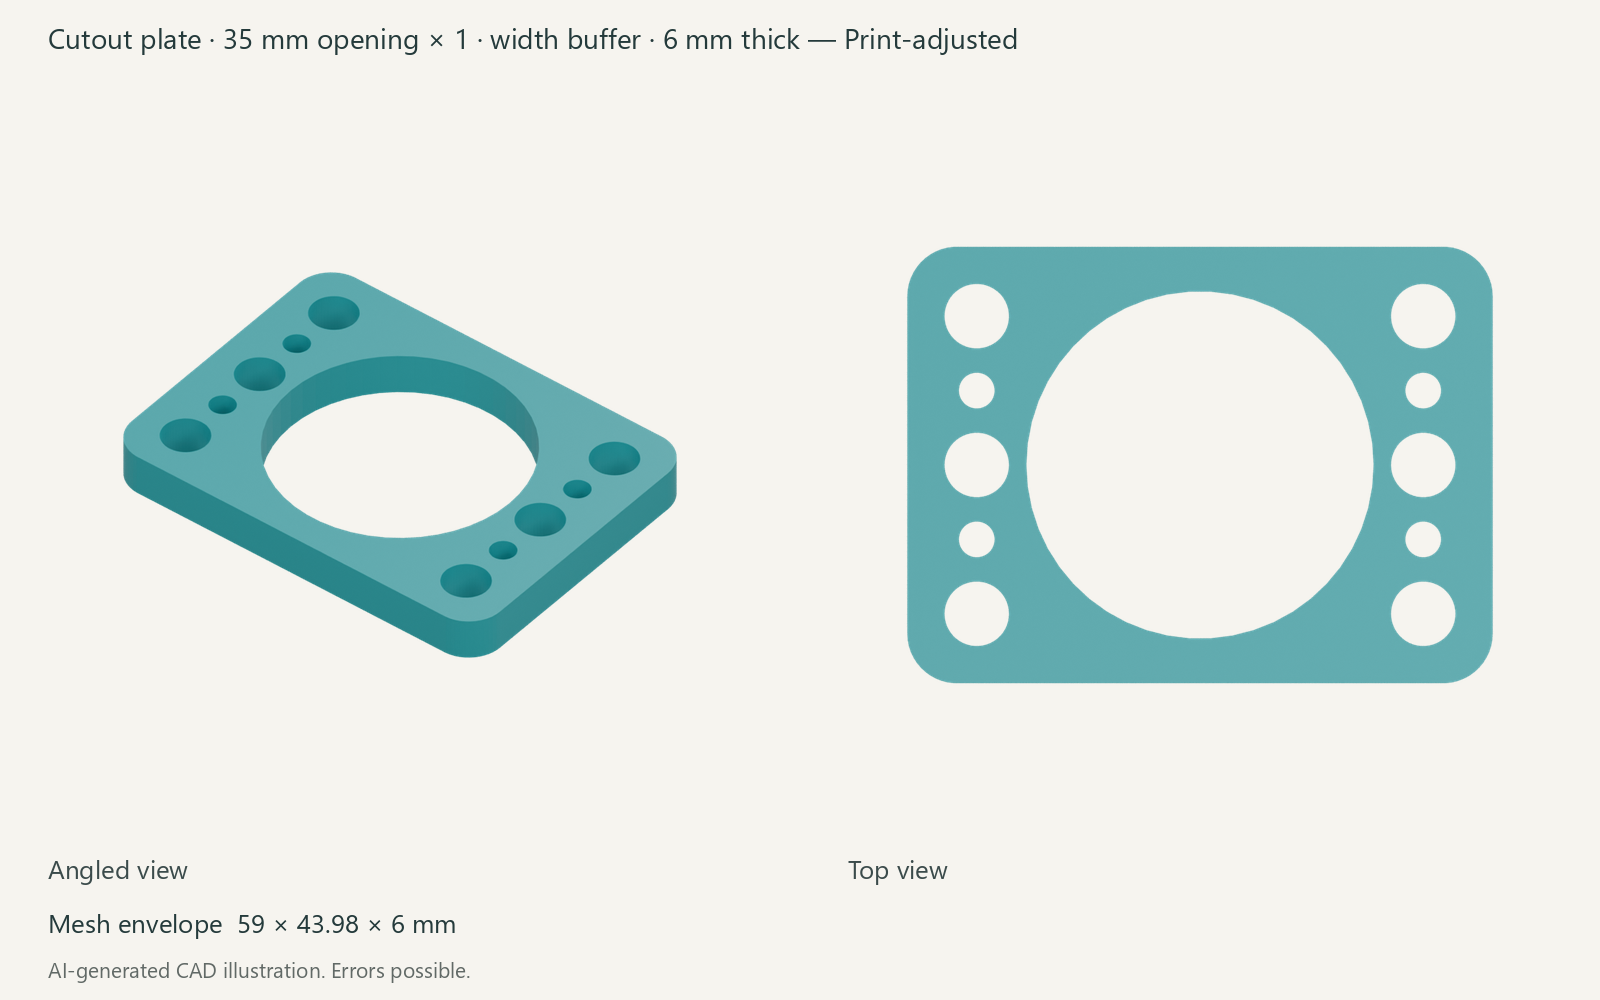 Cutout plate · 35 mm opening × 1 · width buffer · 6 mm thick — Print-adjusted
Angled view
Top view
Mesh envelope 59 × 43.98 × 6 mm
AI-generated CAD illustration. Errors possible.